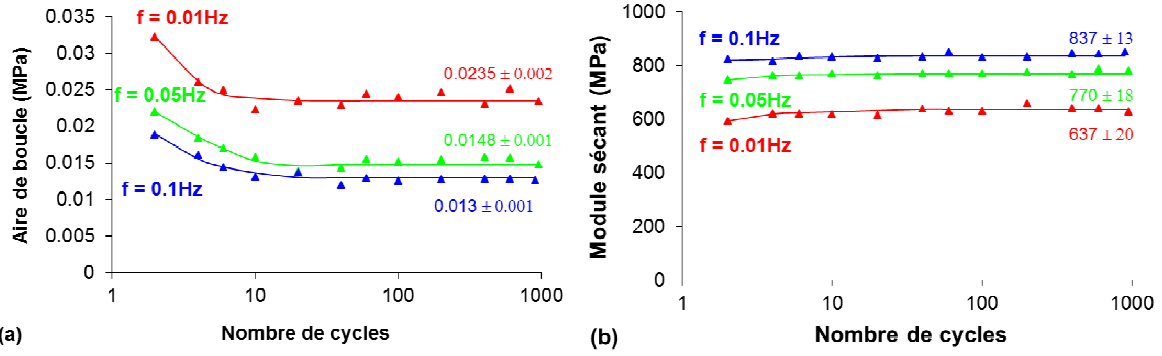 Aire de boucle (MPa)
0.035
0.03
0.025
0.02
0.015
0.01
0.005
0
f = 0.01Hz
0.0235 ± 0.002
f = 0.05Hz
0.0148 ± 0.001
f = 0.1Hz
0.013 ± 0.001
1
10
100
1000
Nombre de cycles
(a)
Module sécant (MPa)
1000
800
600
400
200
0
f = 0.1Hz
837 ± 13
f = 0.05Hz
770 ± 18
f = 0.01Hz
637 ± 20
1
10
100
1000
Nombre de cycles
(b)